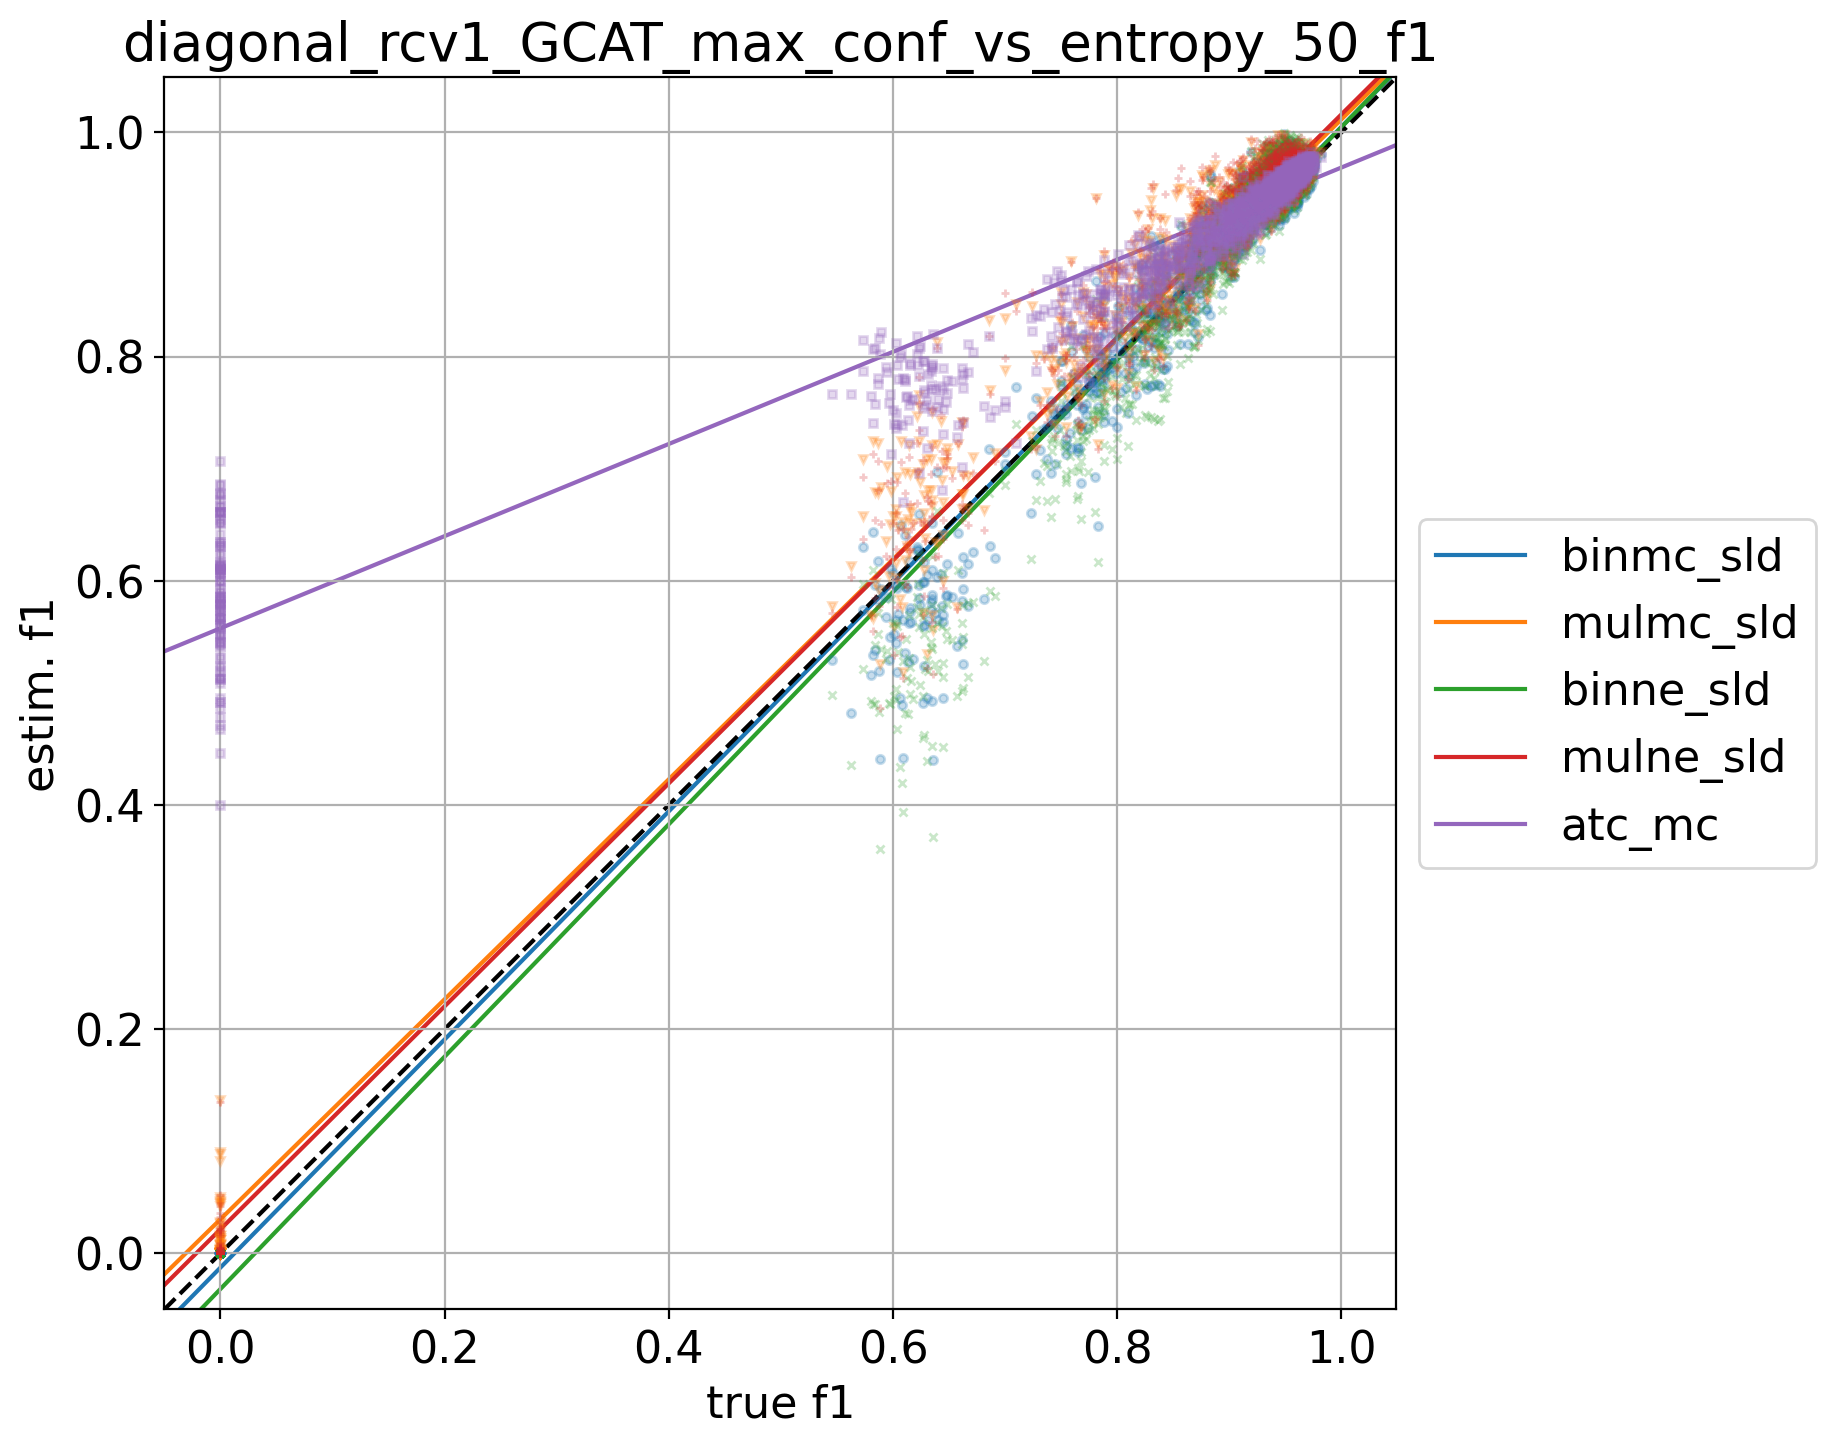 diagonal_rcv1_GCAT_max_conf_vs_entropy_50_f1
1.0
0.8
0.6
0.4
0.2
0.0
estim. f1
0.0 0.2 0.4 0.6 0.8 1.0
true f1
binmc_sld
mulmc_sld
binne_sld
mulne_sld
atc_mc